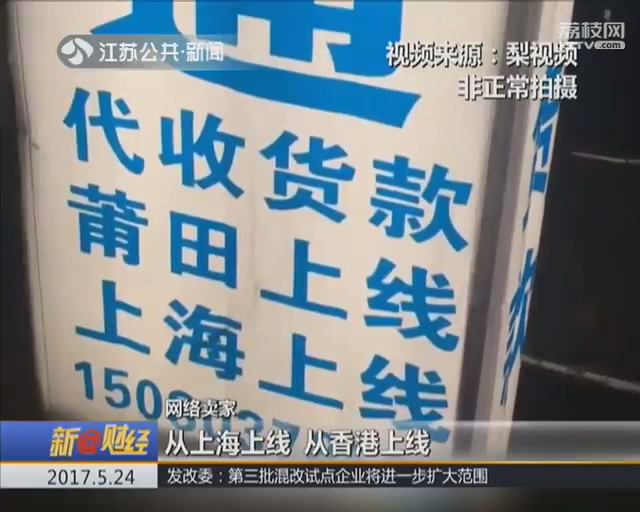 江苏公共·新闻
荔枝网
视频来源：梨视频
非正常拍摄
通
代收货款
莆田上线
上海上线
网络卖家
从上海上线 从香港上线
新e财经
2017.5.24
发改委：第三批混改试点企业将进一步扩大范围